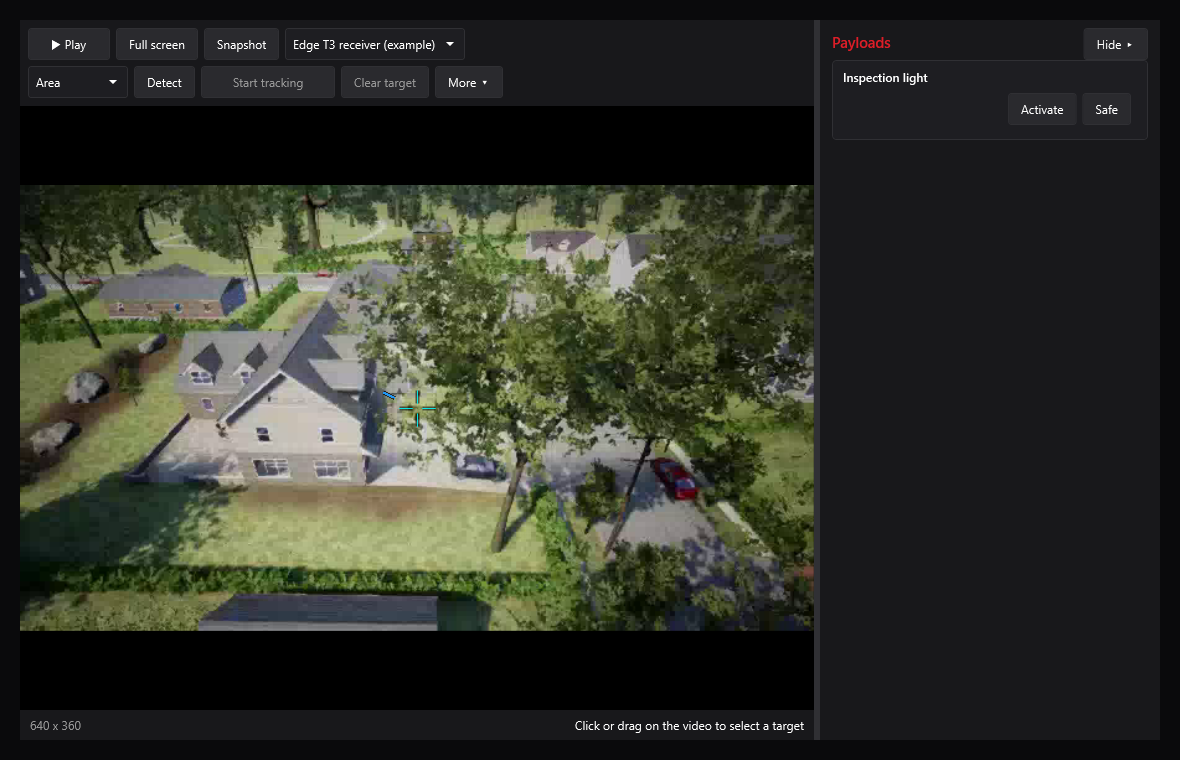 ▶ Play
Full screen
Snapshot
Edge T3 receiver (example)
Area
Detect
Start tracking
Clear target
More
Payloads
Hide
Inspection light
Activate
Safe
640 x 360
Click or drag on the video to select a target